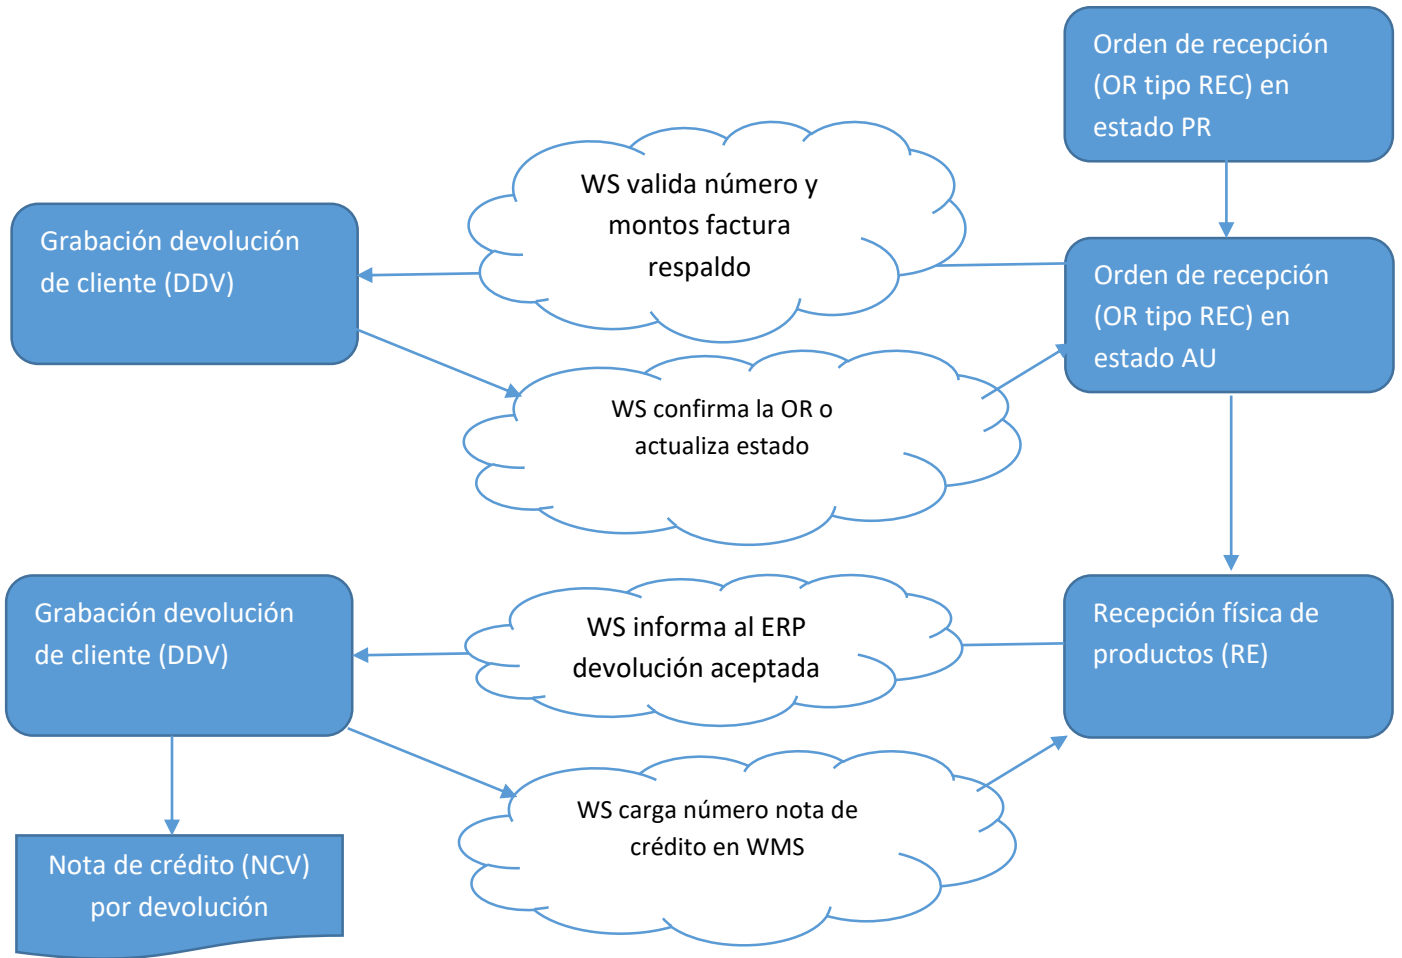 Orden de recepción
(OR tipo REC) en
estado PR
WS valida número y
montos factura
respaldo
Grabación devolución
de cliente (DDV)
Orden de recepción
(OR tipo REC) en
estado AU
WS confirma la OR o
actualiza estado
Grabación devolución
de cliente (DDV)
WS informa al ERP
devolución aceptada
Recepción física de
productos (RE)
WS carga número nota de
crédito en WMS
Nota de crédito (NCV)
por devolución